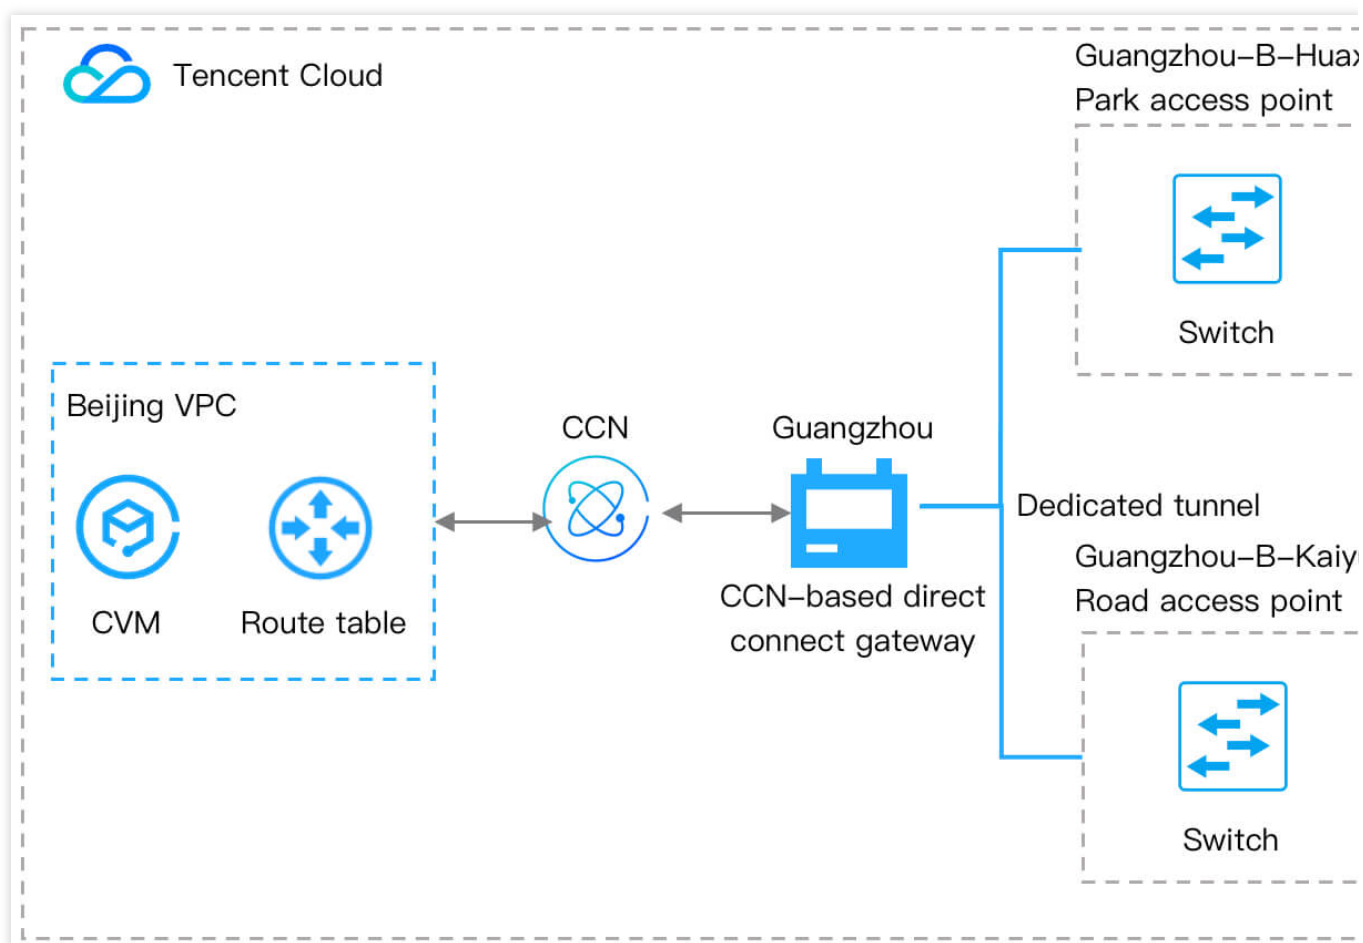 Tencent Cloud
Guangzhou–B–Huax
Park access point
Switch
Beijing VPC
CVM
Route table
CCN
Guangzhou
CCN–based direct
connect gateway
Dedicated tunnel
Guangzhou–B–Kaiy
Road access point
Switch